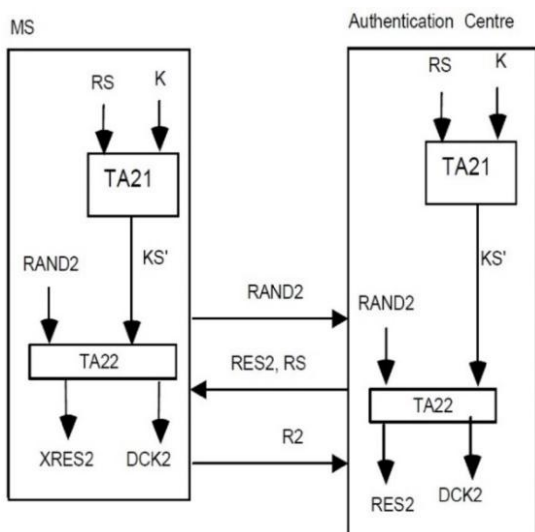 MS
RS K
TA21
KS'
RAND2
TA22
XRES2 DCK2
RAND2
RES2, RS
R2
Authentication Centre
RS K
TA21
KS'
RAND2
TA22
RES2 DCK2